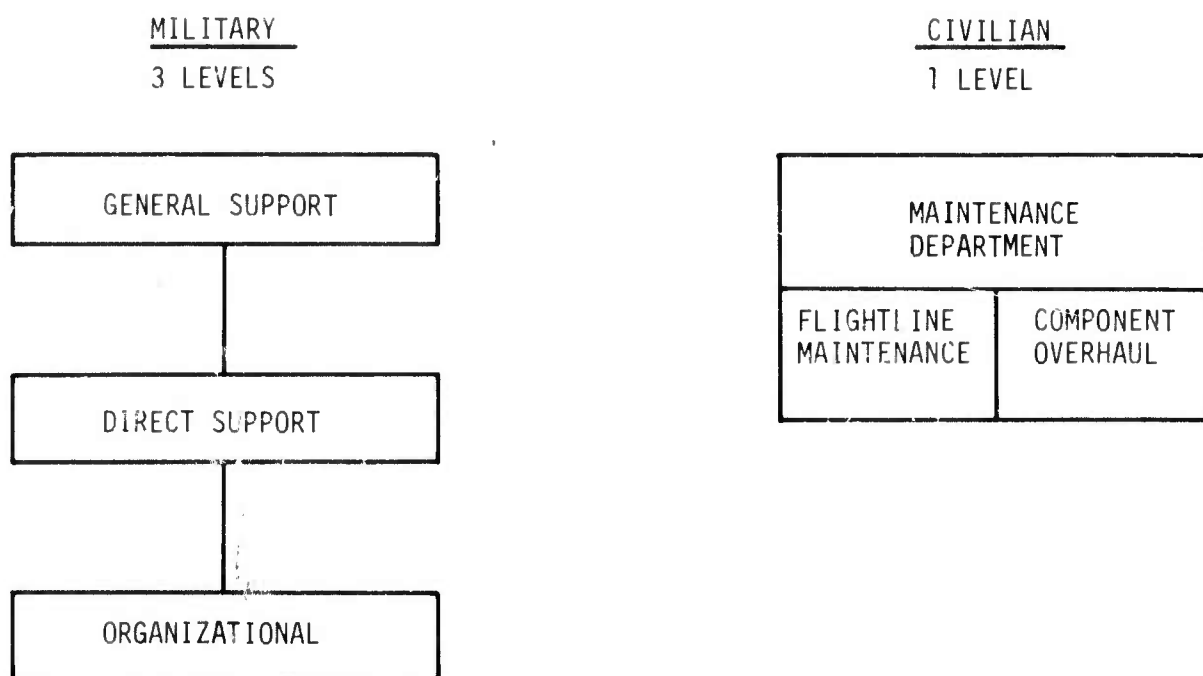 MILITARY
3 LEVELS
GENERAL SUPPORT
DIRECT SUPPORT
ORGANIZATIONAL
CIVILIAN
1 LEVEL
MAINTENANCE
DEPARTMENT
FLIGHTLINE
MAINTENANCE
COMPONENT
OVERHAUL